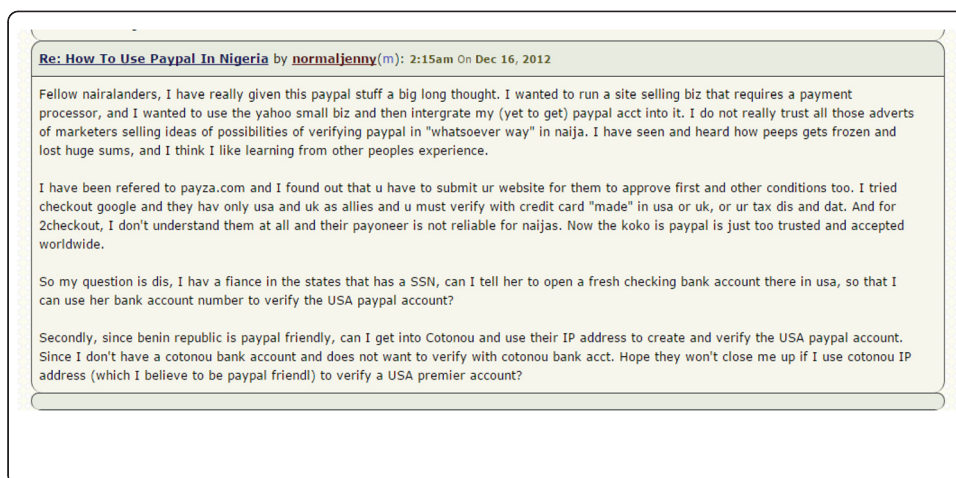 Re: How To Use Paypal In Nigeria by normaljenny(m): 2:15am On Dec 16, 2012
Fellow nairalanders, I have really given this paypal stuff a big long thought. I wanted to run a site selling biz that requires a payment
processor, and I wanted to use the yahoo small biz and then intergrate my (yet to get) paypal acct into it. I do not really trust all those adverts
of marketers selling ideas of possibilities of verifying paypal in "whatsoever way" in naija. I have seen and heard how peeps gets frozen and
lost huge sums, and I think I like learning from other peoples experience.
I have been refered to payza.com and I found out that u have to submit ur website for them to approve first and other conditions too. I tried
checkout google and they hav only usa and uk as allies and u must verify with credit card "made" in usa or uk, or ur tax dis and dat. And for
2checkout, I don't understand them at all and their payoneer is not reliable for naijas. Now the koko is paypal is just too trusted and accepted
worldwide.
So my question is dis, I hav a fiance in the states that has a SSN, can I tell her to open a fresh checking bank account there in usa, so that I
can use her bank account number to verify the USA paypal account?
Secondly, since benin republic is paypal friendly, can I get into Cotonou and use their IP address to create and verify the USA paypal account.
Since I don't have a cotonou bank account and does not want to verify with cotonou bank acct. Hope they won't close me up if I use cotonou IP
address (which I believe to be paypal friendl) to verify a USA premier account?